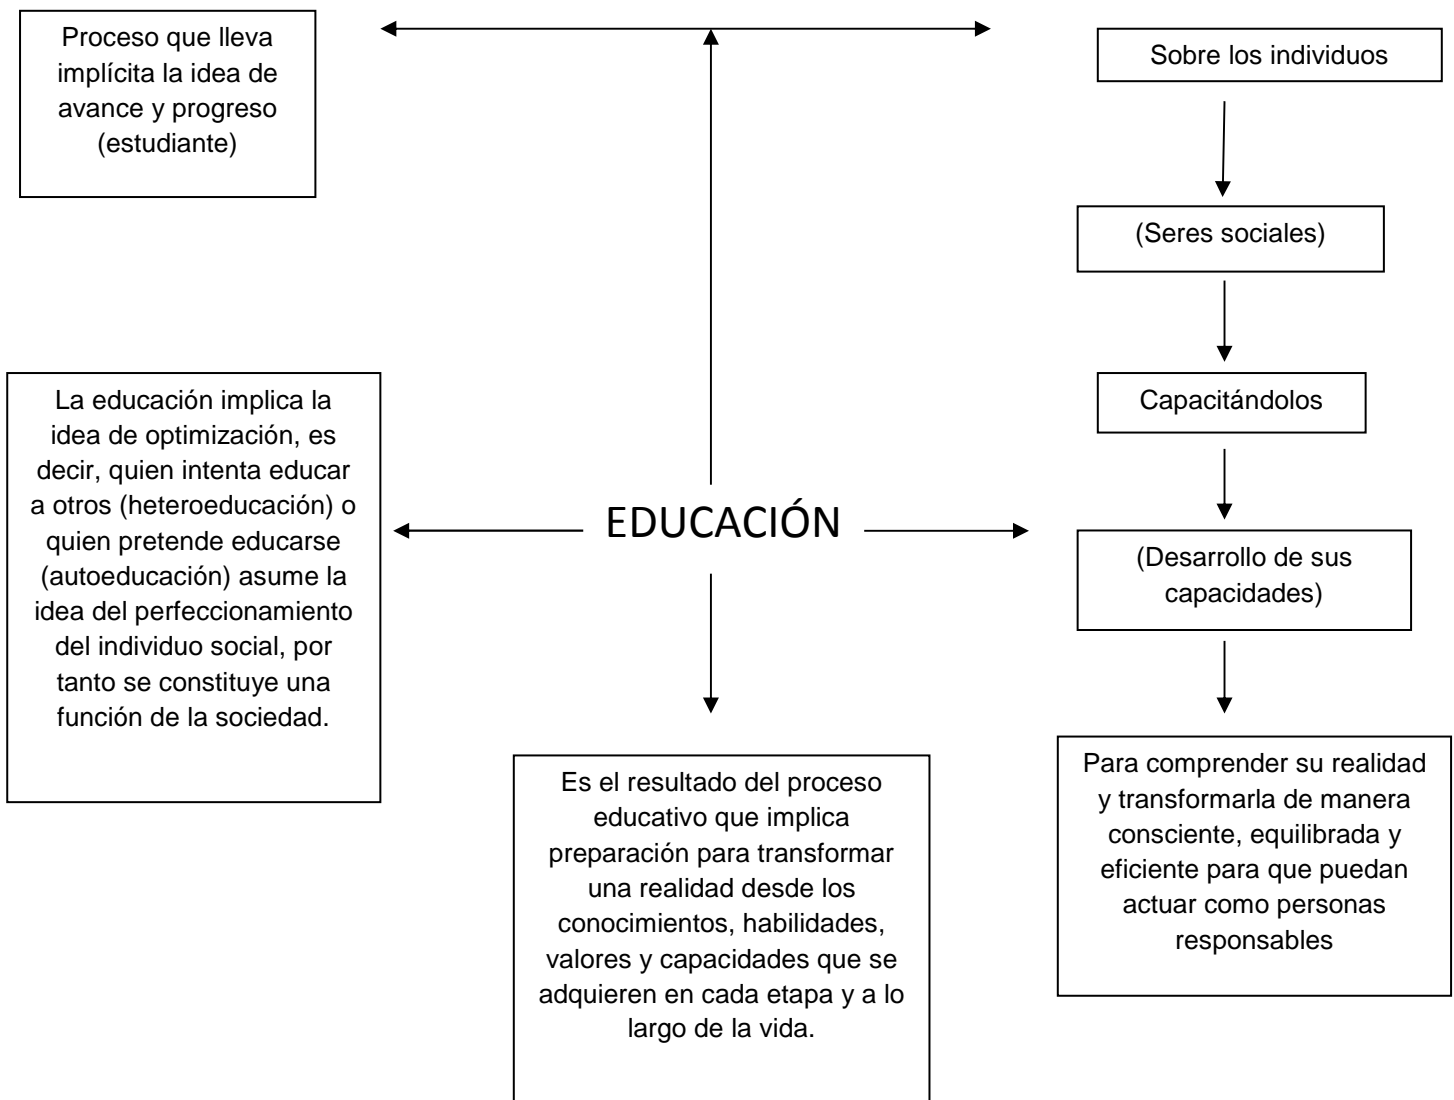 Proceso que lleva
implícita la idea de
avance y progreso
(estudiante)
Sobre los individuos
(Seres sociales)
Capacitándolos
La educación implica la
idea de optimización, es
decir, quien intenta educar
a otros (heteroeducación) o
quien pretende educarse
(autoeducación) asume la
idea del perfeccionamiento
del individuo social, por
tanto se constituye una
función de la sociedad.
EDUCACIÓN
(Desarrollo de sus
capacidades)
Es el resultado del proceso
educativo que implica
preparación para transformar
una realidad desde los
conocimientos, habilidades,
valores y capacidades que se
adquieren en cada etapa y a lo
largo de la vida.
Para comprender su realidad
y transformarla de manera
consciente, equilibrada y
eficiente para que puedan
actuar como personas
responsables